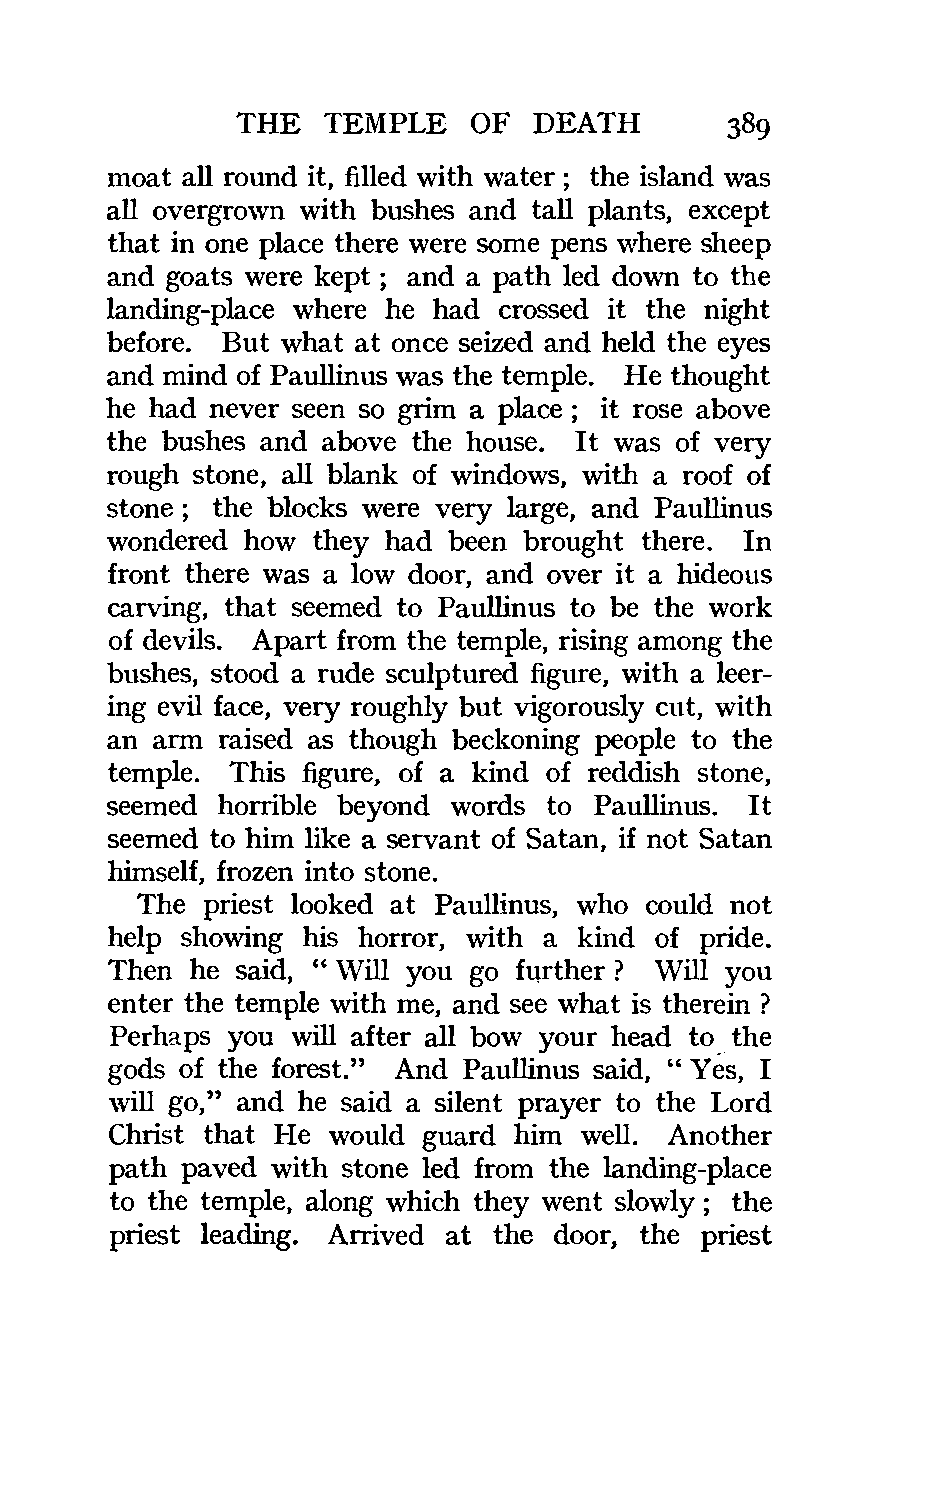 THE TEMPLE OF DEATH 389
moat all round it, filled with water ; the island was
all overgrown with bushes and tall plants, except
that in one place there were some pens where sheep
and goats were kept ; and a path led down to the
landing-place where he had crossed it the night
before. But what at once seized and held the eyes
and mind of Paullinus was the temple. He thought
he had never seen so grim a place ; it rose above
the bushes and above the house. It was of very
rough stone, all blank of windows, with a roof of
stone ; the blocks were very large, and Paullinus
wondered how they had been brought there. In
front there was a low door, and over it a hideous
carving, that seemed to Paullinus to be the work
of devils. Apart from the temple, rising among the
bushes, stood a rude sculptured figure, with a leer-
ing evil face, very roughly but vigorously cut, with
an arm raised as though beckoning people to the
temple. This figure, of a kind of reddish stone,
seemed horrible beyond words to Paullinus. It
seemed to him like a servant of Satan, if not Satan
himself, frozen into stone.
The priest looked at Paullinus, who could not
help showing his horror, with a kind of pride.
Then he said, “ Will you go further ? Will you
enter the temple with me, and see what is therein ?
Perhaps you will after all bow your head to the
gods of the forest.” And Paullinus said, “ Yes, I
will go,” and he said a silent prayer to the Lord
Christ that He would guard him well. Another
path paved with stone led from the landing-place
to the temple, along which they went slowly ; the
priest leading. Arrived at the door, the priest